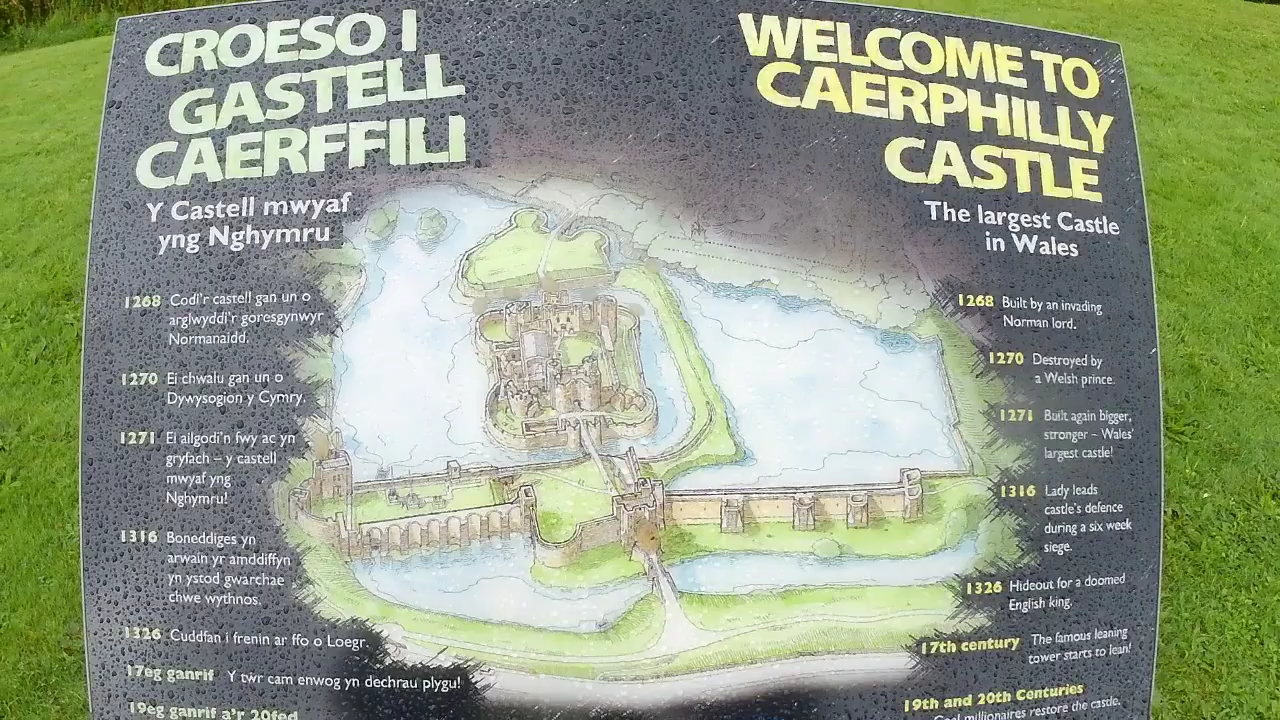 CROESO I
GASTELL
CAERFFILI
Y Castell mwyaf
yng Nghymru
1268 Codi'r castell gan un o
arglwyddi'r goresgynwyr
Normanaidd.
1270 Ei chwalu gan un o
Dywysogion y Cymry.
1271 Ei ailgodi'n fwy ac yn
gryfach – y castell
mwyaf yng
Nghymru!
1316 Boneddiges yn
arwain yr amddiffyn
yn ystod gwarchae
chwe wythnos.
1326 Cuddfan i frenin ar ffo o Loegr.
17eg ganrif Y tŵr cam enwog yn dechrau plygu!
19eg ganrif a'r 20fed
WELCOME TO
CAERPHILLY
CASTLE
The largest Castle
in Wales
1268 Built by an invading
Norman lord.
1270 Destroyed by
a Welsh prince.
1271 Built again bigger,
stronger – Wales'
largest castle!
1316 Lady leads
castle's defence
during a six week
siege.
1326 Hideout for a doomed
English king.
17th century The famous leaning
tower starts to lean!
19th and 20th Centuries
Coal millionaires restore the castle.